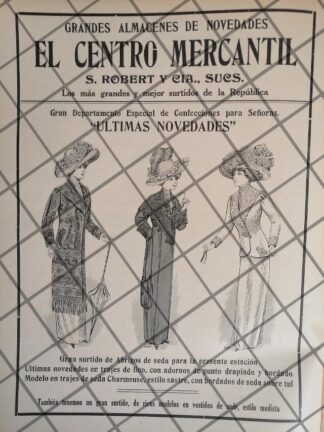 GRANDES ALMACENES DE NOVEDADES
EL CENTRO MERCANTIL
S. ROBERT Y CIA., SUCS.
Los más grandes y mejor surtidos de la República
Gran Departamento Especial de Confecciones para Señoras.
"ULTIMAS NOVEDADES"
Gran surtido de Abrigos de seda para la presente estación
Ultimas novedades ce trajes de lino, con adornos de punto drapiado y bordado
Modelo en trajes de seda Charmeuse, estilo sastre, con bordados de seda sobre tul
También tenemos un gran surtido, de ricos modelos en vestidos de seda, estilo modista